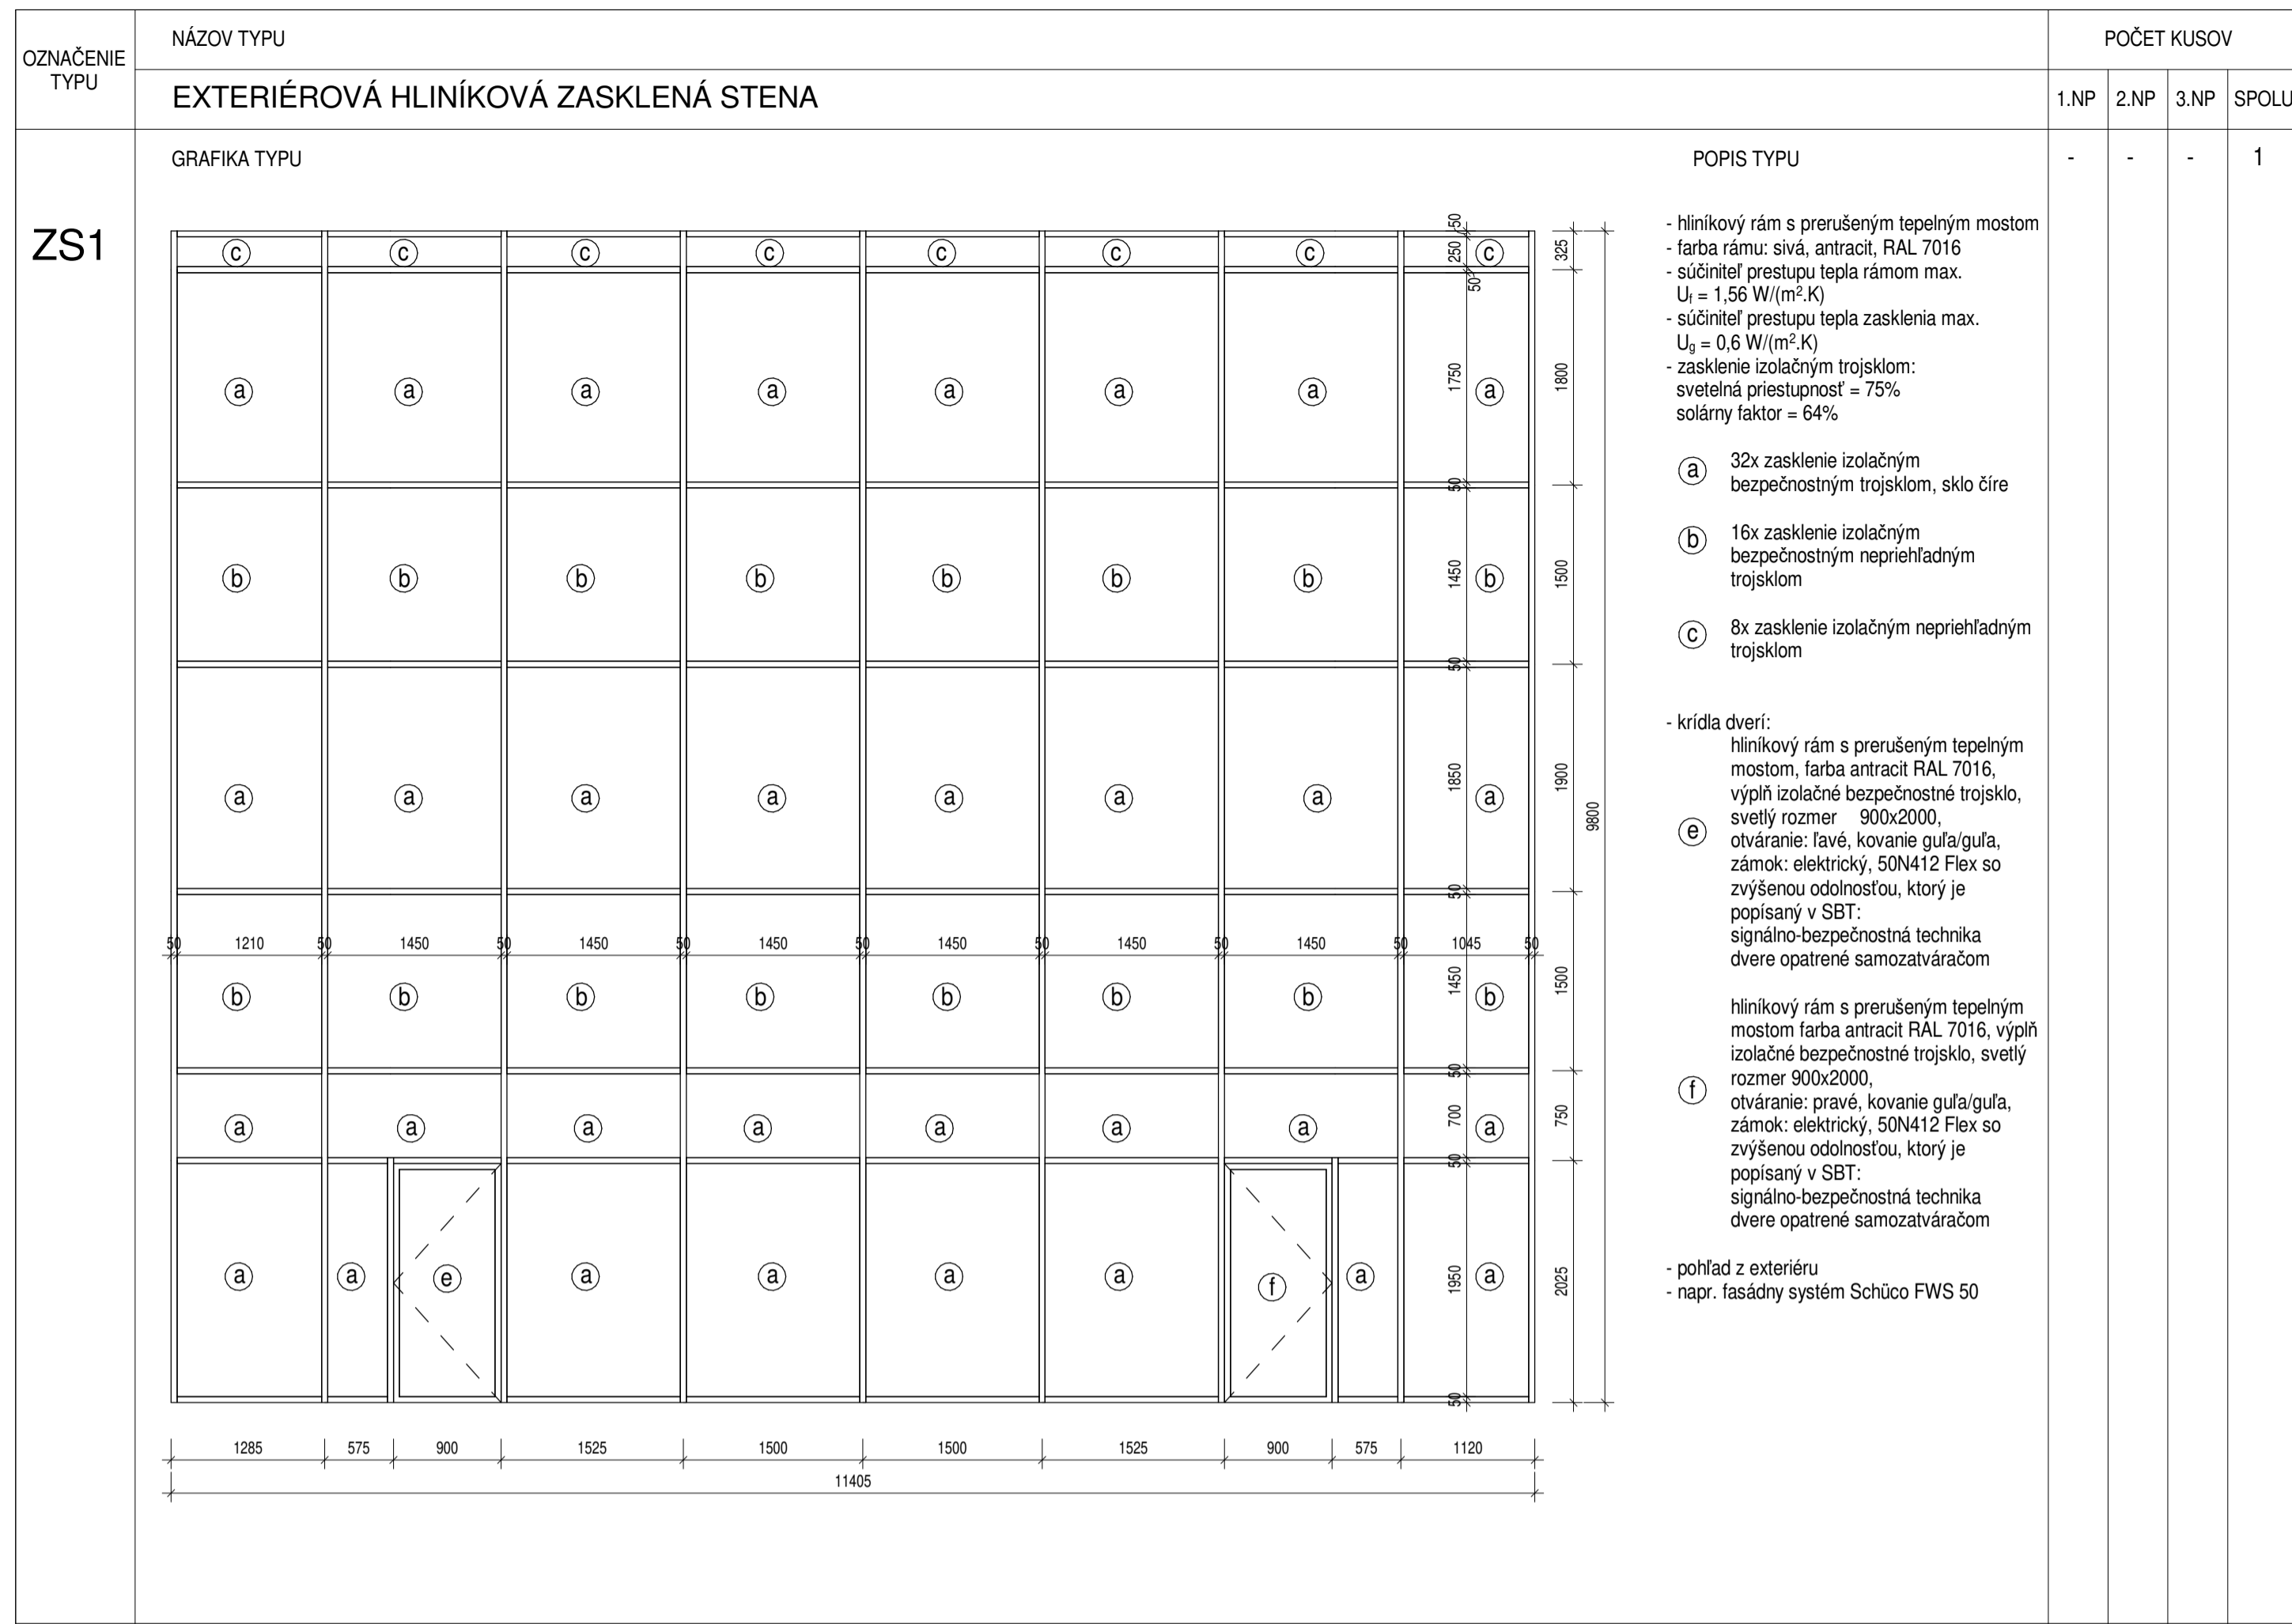 OZNAČENIE
TYPU
NÁZOV TYPU
POČET KUSOV
EXTERIÉROVÁ HLINÍKOVÁ ZASKLENÁ STENA
1.NP 2.NP 3.NP SPOLU
GRAFIKA TYPU
POPIS TYPU
- - - 1
ZS1
c c c c c c c c
a a a a a a a a
b b b b b b b b
a a a a a a a a
50 1210 50 1450 50 1450 50 1450 50 1450 50 1450 50 1450 50 1045 50
b b b b b b b b
a a a a a a a a
a a e a a a a f a a
50
250
50
1750
50
1450
50
1850
50
1450
50
700
50
1950
50
325
1800
1500
1900
1500
750
2025
9800
1285 575 900 1525 1500 1500 1525 900 575 1120
11405
- hliníkový rám s prerušeným tepelným mostom
- farba rámu: sivá, antracit, RAL 7016
- súčiniteľ prestupu tepla rámom max.
Uf = 1,56 W/(m².K)
- súčiniteľ prestupu tepla zasklenia max.
Ug = 0,6 W/(m².K)
- zasklenie izolačným trojsklom:
svetelná priestupnosť = 75%
solárny faktor = 64%
a
32x zasklenie izolačným
bezpečnostným trojsklom, sklo číre
b
16x zasklenie izolačným
bezpečnostným nepriehľadným
trojsklom
c
8x zasklenie izolačným nepriehľadným
trojsklom
- krídla dverí:
e
hliníkový rám s prerušeným tepelným
mostom, farba antracit RAL 7016,
výplň izolačné bezpečnostné trojsklo,
svetlý rozmer 900x2000,
otváranie: ľavé, kovanie guľa/guľa,
zámok: elektrický, 50N412 Flex so
zvýšenou odolnosťou, ktorý je
popísaný v SBT:
signálno-bezpečnostná technika
dvere opatrené samozatváračom
f
hliníkový rám s prerušeným tepelným
mostom farba antracit RAL 7016, výplň
izolačné bezpečnostné trojsklo, svetlý
rozmer 900x2000,
otváranie: pravé, kovanie guľa/guľa,
zámok: elektrický, 50N412 Flex so
zvýšenou odolnosťou, ktorý je
popísaný v SBT:
signálno-bezpečnostná technika
dvere opatrené samozatváračom
- pohľad z exteriéru
- napr. fasádny systém Schüco FWS 50